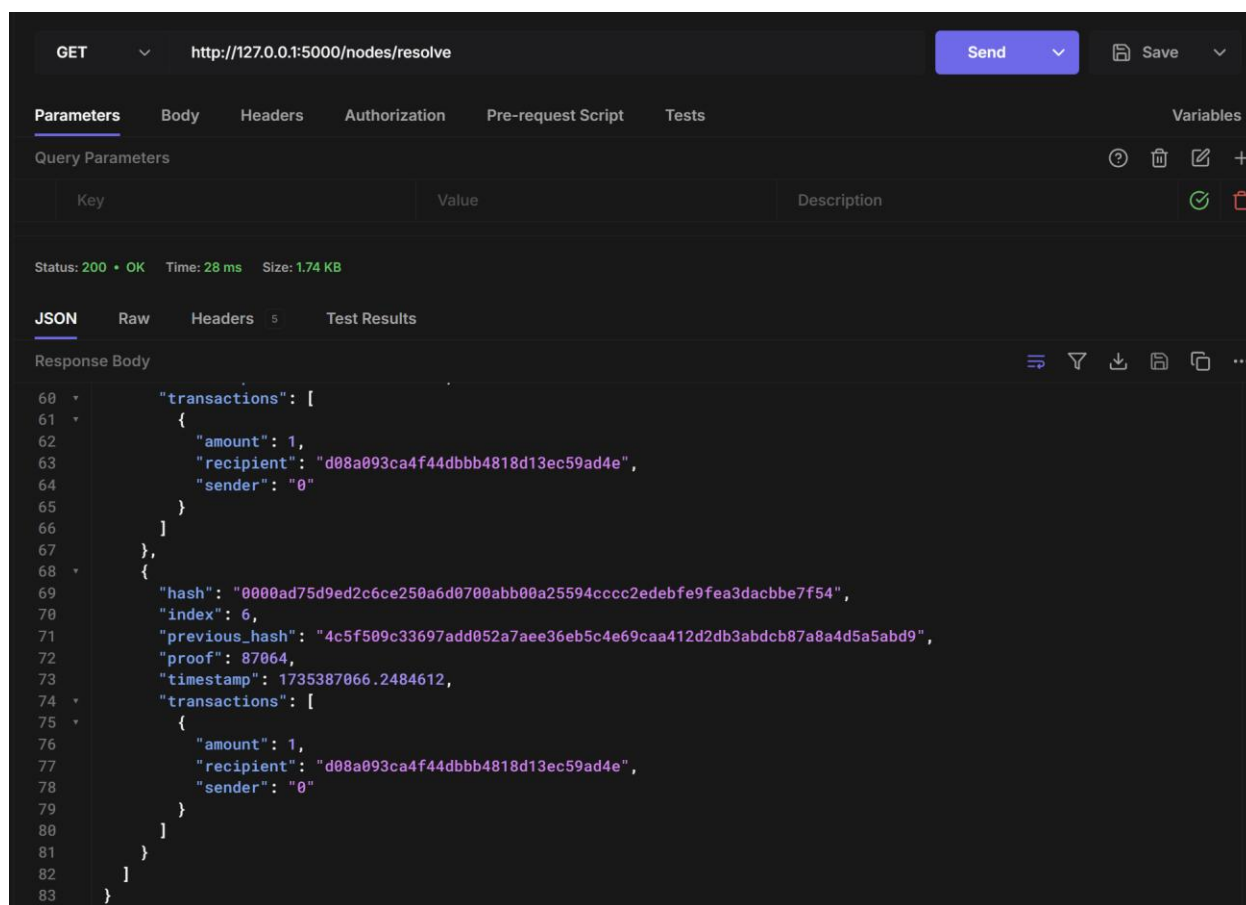 GET http://127.0.0.1:5000/nodes/resolve Send Save
Parameters Body Headers Authorization Pre-request Script Tests Variables
Query Parameters
Key Value Description
Status: 200 • OK Time: 28 ms Size: 1.74 KB
JSON Raw Headers 5 Test Results
Response Body
60 "transactions": [
61 {
62 "amount": 1,
63 "recipient": "d08a093ca4f44dbbb4818d13ec59ad4e",
64 "sender": "0"
65 }
66 ]
67 },
68 {
69 "hash": "0000ad75d9ed2c6ce250a6d0700abb00a25594cccc2edebfe9fea3dacbbe7f54",
70 "index": 6,
71 "previous_hash": "4c5f509c33697add052a7aee36eb5c4e69caa412d2db3abdcb87a8a4d5a5abd9",
72 "proof": 87064,
73 "timestamp": 1735387066.2484612,
74 "transactions": [
75 {
76 "amount": 1,
77 "recipient": "d08a093ca4f44dbbb4818d13ec59ad4e",
78 "sender": "0"
79 }
80 ]
81 }
82 ]
83 }